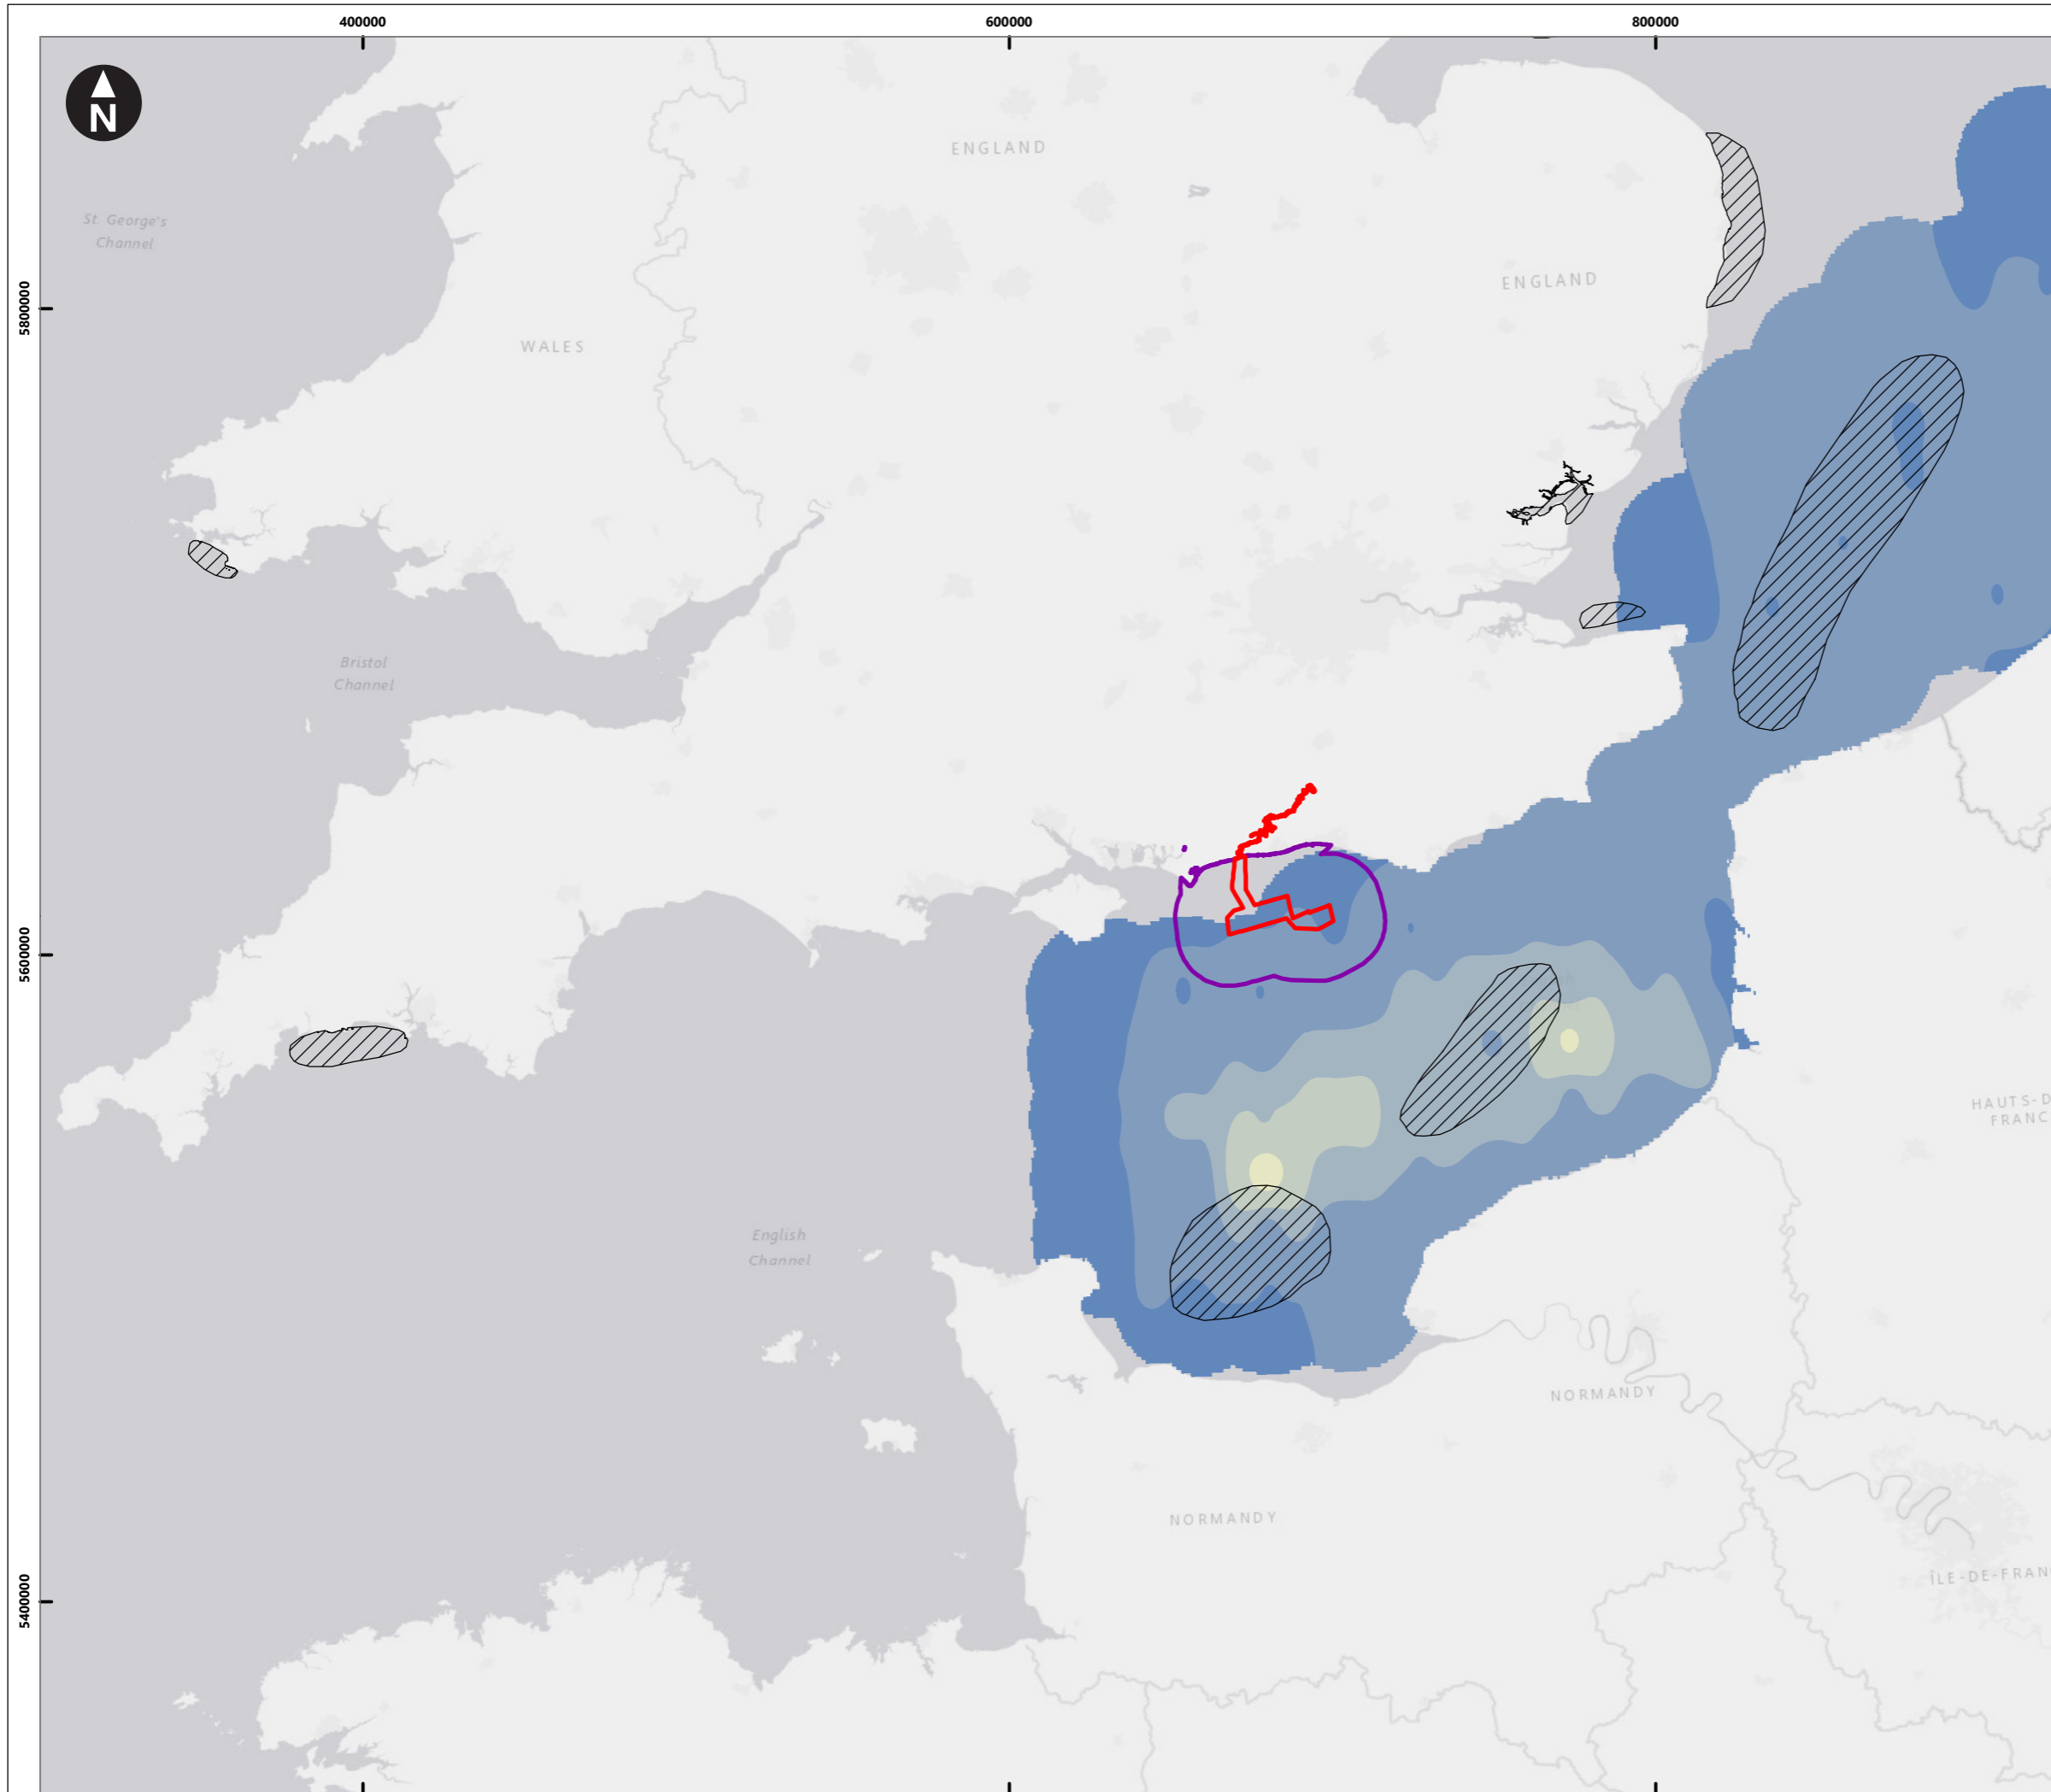 400000
600000
800000
N
ENGLAND
St. George's
Channel
ENGLAND
5800000
WALES
Bristol
Channel
5600000
HAUTS-D
FRANC
English
Channel
NORMANDY
NORMANDY
ÎLE-DE-FRAN
5400000